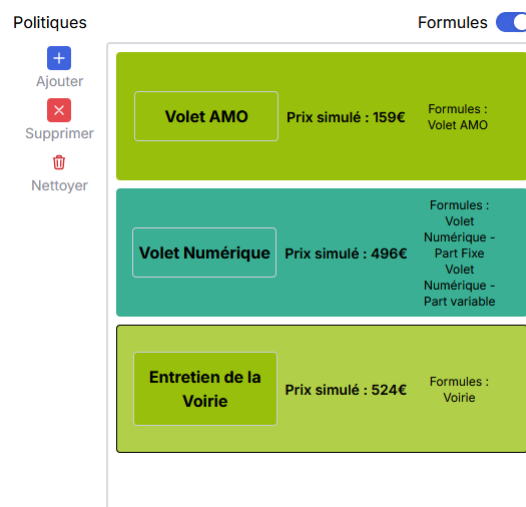 Politiques
Formules
Ajouter
Supprimer
Nettoyer
Volet AMO
Prix simulé : 159€
Formules :
Volet AMO
Volet Numérique
Prix simulé : 496€
Formules :
Volet
Numérique -
Part Fixe
Volet
Numérique -
Part variable
Entretien de la
Voirie
Prix simulé : 524€
Formules :
Voirie